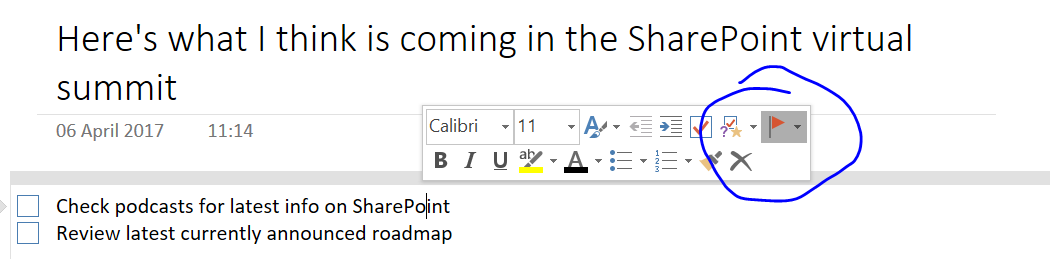 Here's what I think is coming in the SharePoint virtual
summit
06 April 2017 11:14
Calibri 11
B I U ab A
Check podcasts for latest info on SharePoint
Review latest currently announced roadmap